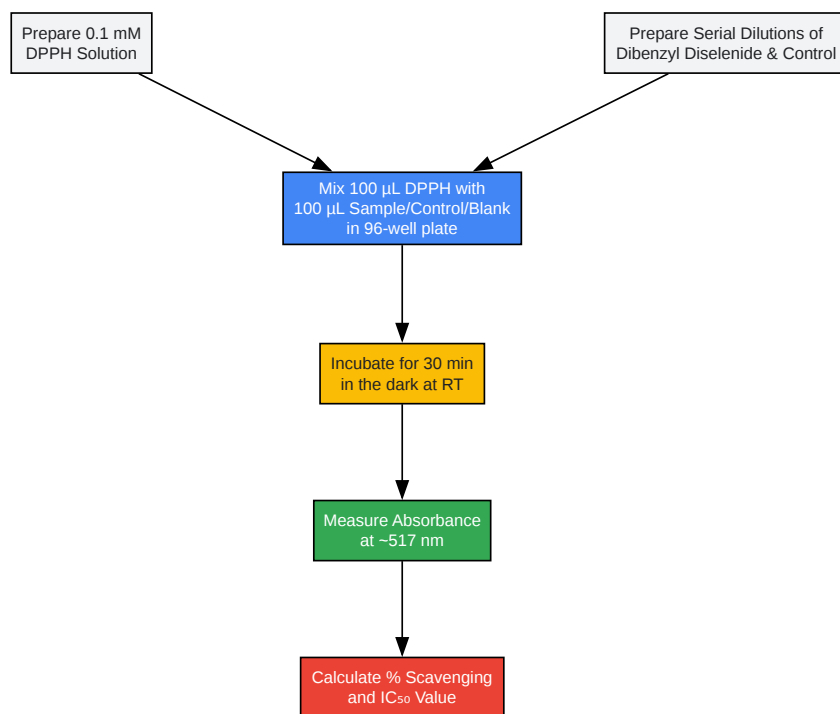 Prepare 0.1 mM
DPPH Solution
Prepare Serial Dilutions of
Dibenzyl Diselenide & Control
Mix 100 µL DPPH with
100 µL Sample/Control/Blank
in 96-well plate
Incubate for 30 min
in the dark at RT
Measure Absorbance
at ~517 nm
Calculate % Scavenging
and IC₅₀ Value